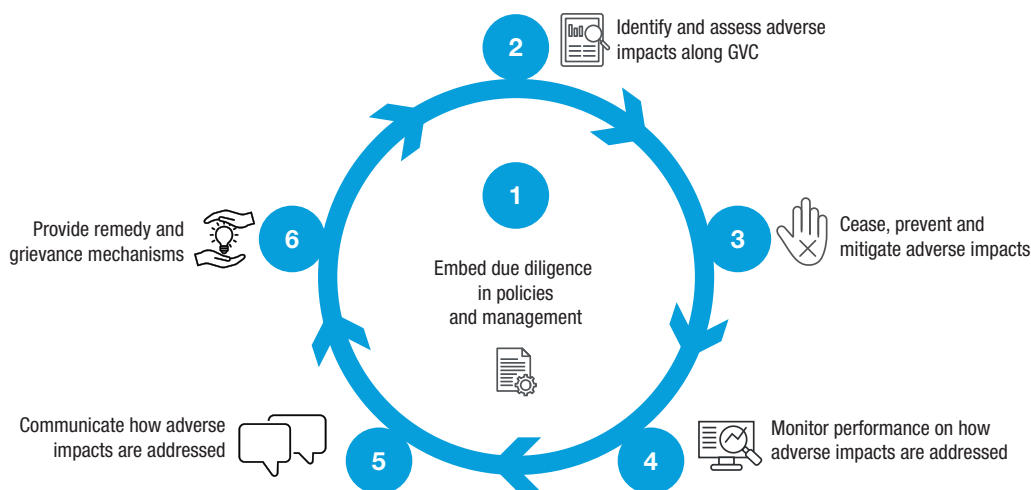 1
Embed due diligence
in policies
and management
2
Identify and assess adverse
impacts along GVC
3
Cease, prevent and
mitigate adverse impacts
4
Monitor performance on how
adverse impacts are addressed
5
Communicate how adverse
impacts are addressed
6
Provide remedy and
grievance mechanisms